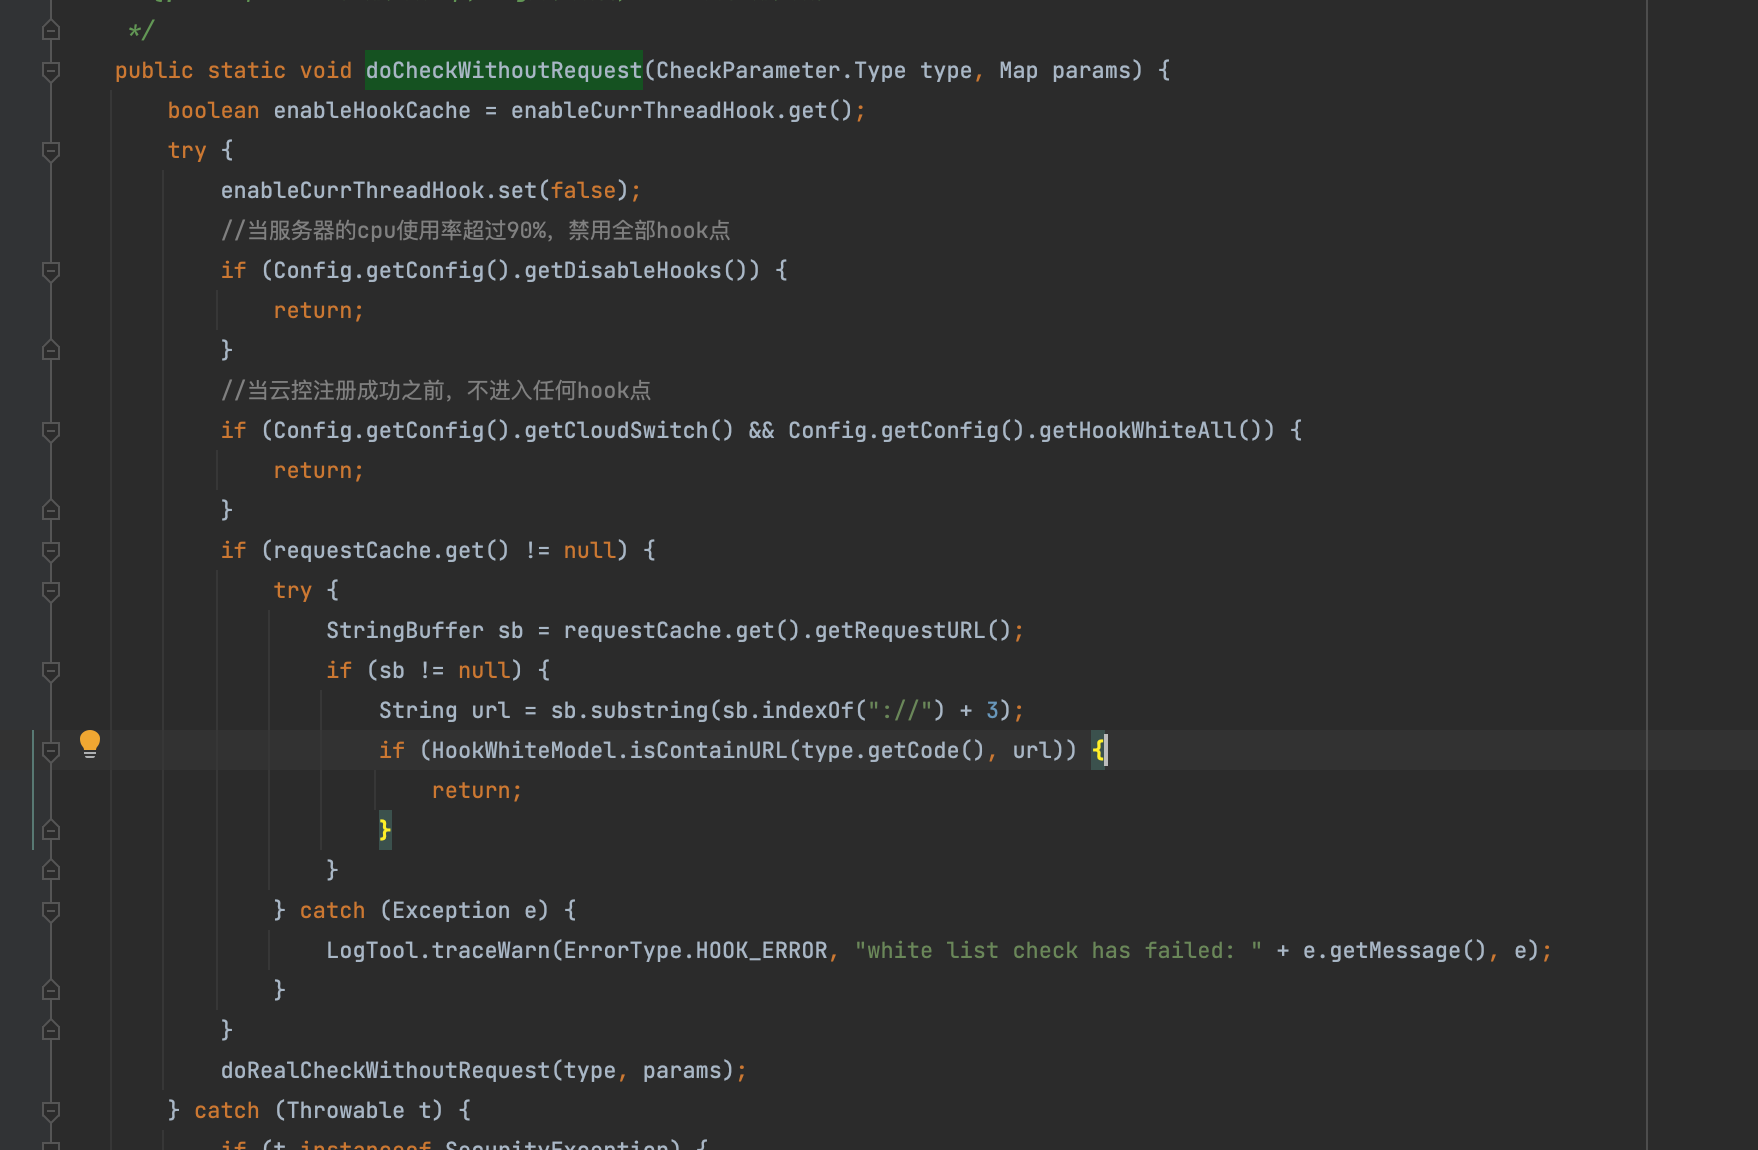 */
public static void doCheckWithoutRequest(CheckParameter.Type type, Map params) {
boolean enableHookCache = enableCurrThreadHook.get();
try {
enableCurrThreadHook.set(false);
//当服务器的cpu使用率超过90%，禁用全部hook点
if (Config.getConfig().getDisableHooks()) {
return;
}
//当云控注册成功之前，不进入任何hook点
if (Config.getConfig().getCloudSwitch() && Config.getConfig().getHookWhiteAll()) {
return;
}
if (requestCache.get() != null) {
try {
StringBuffer sb = requestCache.get().getRequestURL();
if (sb != null) {
String url = sb.substring(sb.indexOf("://") + 3);
if (HookWhiteModel.isContainURL(type.getCode(), url)) {
return;
}
}
} catch (Exception e) {
LogTool.traceWarn(ErrorType.HOOK_ERROR, "white list check has failed: " + e.getMessage(), e);
}
}
doRealCheckWithoutRequest(type, params);
} catch (Throwable t) {
if (t instanceof SecurityException) {